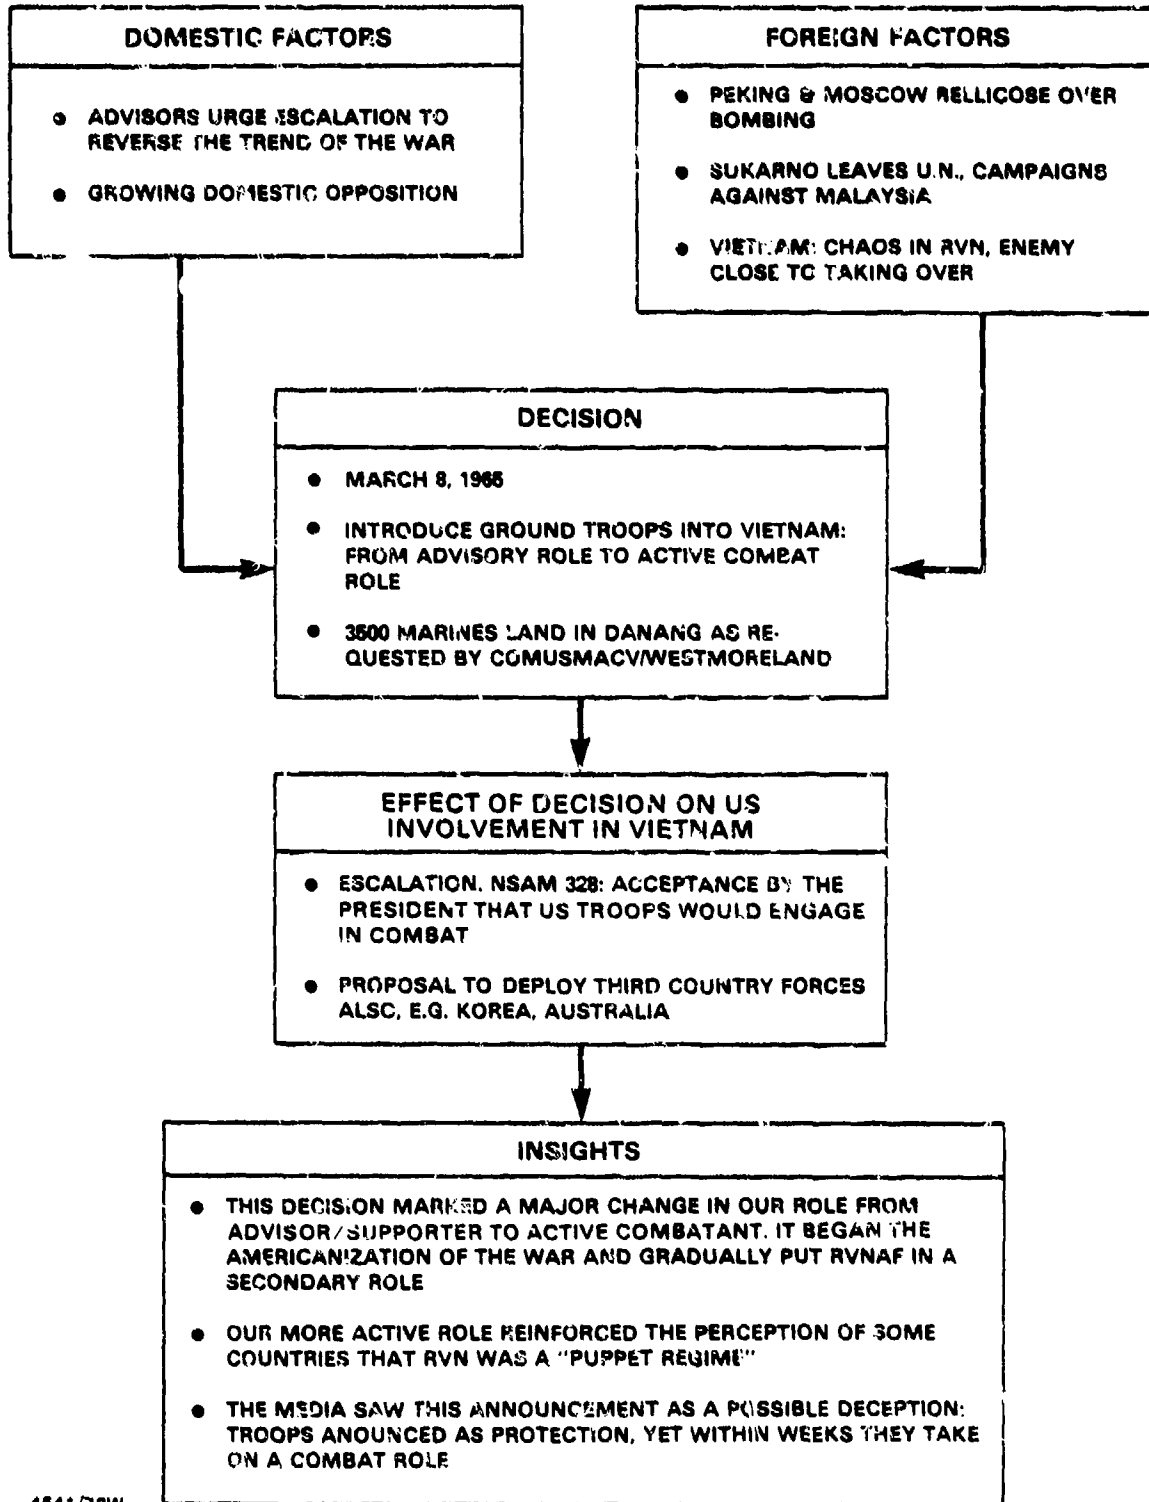 DOMESTIC FACTORS
● ADVISORS URGE ESCALATION TO
REVERSE THE TREND OF THE WAR
● GROWING DOMESTIC OPPOSITION
FOREIGN FACTORS
● PEKING & MOSCOW BELLICOSE OVER
BOMBING
● SUKARNO LEAVES U.N., CAMPAIGNS
AGAINST MALAYSIA
● VIETNAM: CHAOS IN RVN, ENEMY
CLOSE TO TAKING OVER
DECISION
● MARCH 8, 1965
● INTRODUCE GROUND TROOPS INTO VIETNAM:
FROM ADVISORY ROLE TO ACTIVE COMBAT
ROLE
● 3500 MARINES LAND IN DANANG AS RE-
QUESTED BY COMUSMACV/WESTMORELAND
EFFECT OF DECISION ON US
INVOLVEMENT IN VIETNAM
● ESCALATION. NSAM 328: ACCEPTANCE BY THE
PRESIDENT THAT US TROOPS WOULD ENGAGE
IN COMBAT
● PROPOSAL TO DEPLOY THIRD COUNTRY FORCES
ALSO, E.G. KOREA, AUSTRALIA
INSIGHTS
● THIS DECISION MARKED A MAJOR CHANGE IN OUR ROLE FROM
ADVISOR/SUPPORTER TO ACTIVE COMBATANT. IT BEGAN THE
AMERICANIZATION OF THE WAR AND GRADUALLY PUT RVNAF IN A
SECONDARY ROLE
● OUR MORE ACTIVE ROLE REINFORCED THE PERCEPTION OF SOME
COUNTRIES THAT RVN WAS A "PUPPET REGIME"
● THE MEDIA SAW THIS ANNOUNCEMENT AS A POSSIBLE DECEPTION:
TROOPS ANOUNCED AS PROTECTION, YET WITHIN WEEKS THEY TAKE
ON A COMBAT ROLE